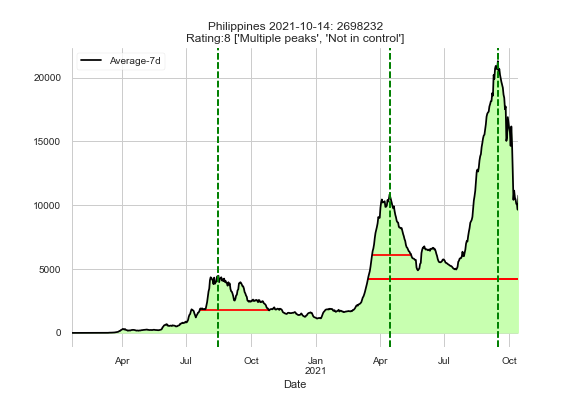 Philippines 2021-10-14: 2698232
Rating:8 ['Multiple peaks', 'Not in control']
Average-7d
20000
15000
10000
5000
0
Apr
Jul
Oct
Jan
2021
Apr
Jul
Oct
Date